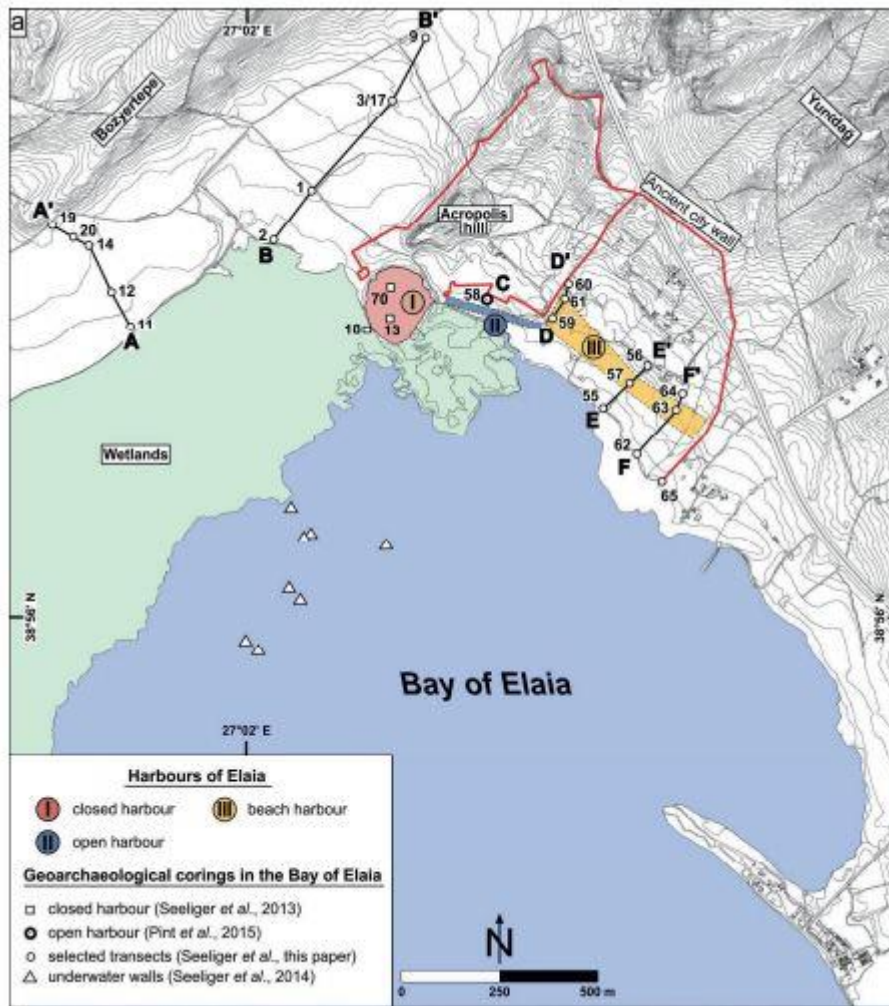 a
27°02' E
B'
9
3/17
Bozyertepe
Yunidag
Ancient city wall
1
A'
19
20
14
Acropolis
hill
2
B
D'
C
60
58
61
70
I
12
59
II
D
III
10
13
11
A
56
E'
57
F'
64
55
63
E
Wetlands
62
F
65
38°56' N
38°56' N
Bay of Elaia
27°02' E
Harbours of Elaia
I closed harbour
III beach harbour
II open harbour
Geoarchaeological corings in the Bay of Elaia
closed harbour (Seeliger et al., 2013)
open harbour (Pint et al., 2015)
selected transects (Seeliger et al., this paper)
underwater walls (Seeliger et al., 2014)
N
0 250 500 m